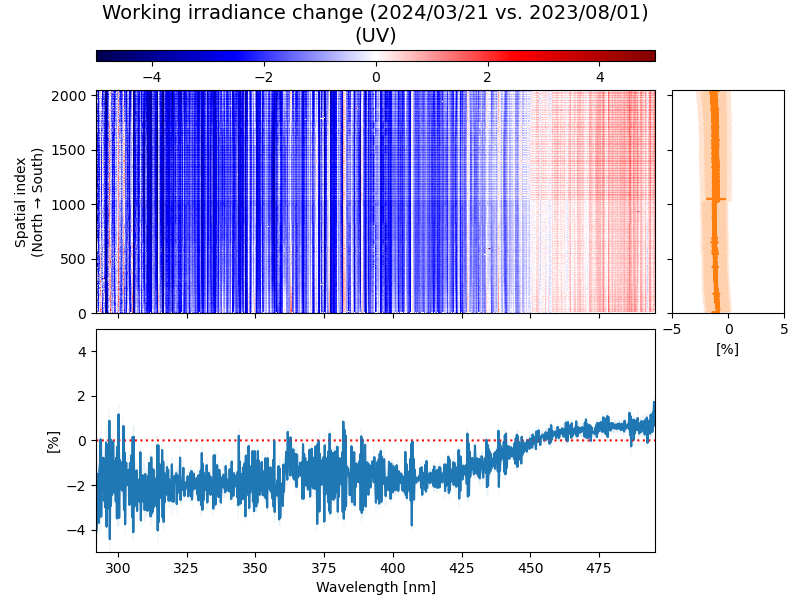 Working irradiance change (2024/03/21 vs. 2023/08/01)
(UV)
−4 −2 0 2 4
Spatial index
(North → South)
2000
1500
1000
500
0
−5 0 5
[%]
[%]
4
2
0
−2
−4
300 325 350 375 400 425 450 475
Wavelength [nm]